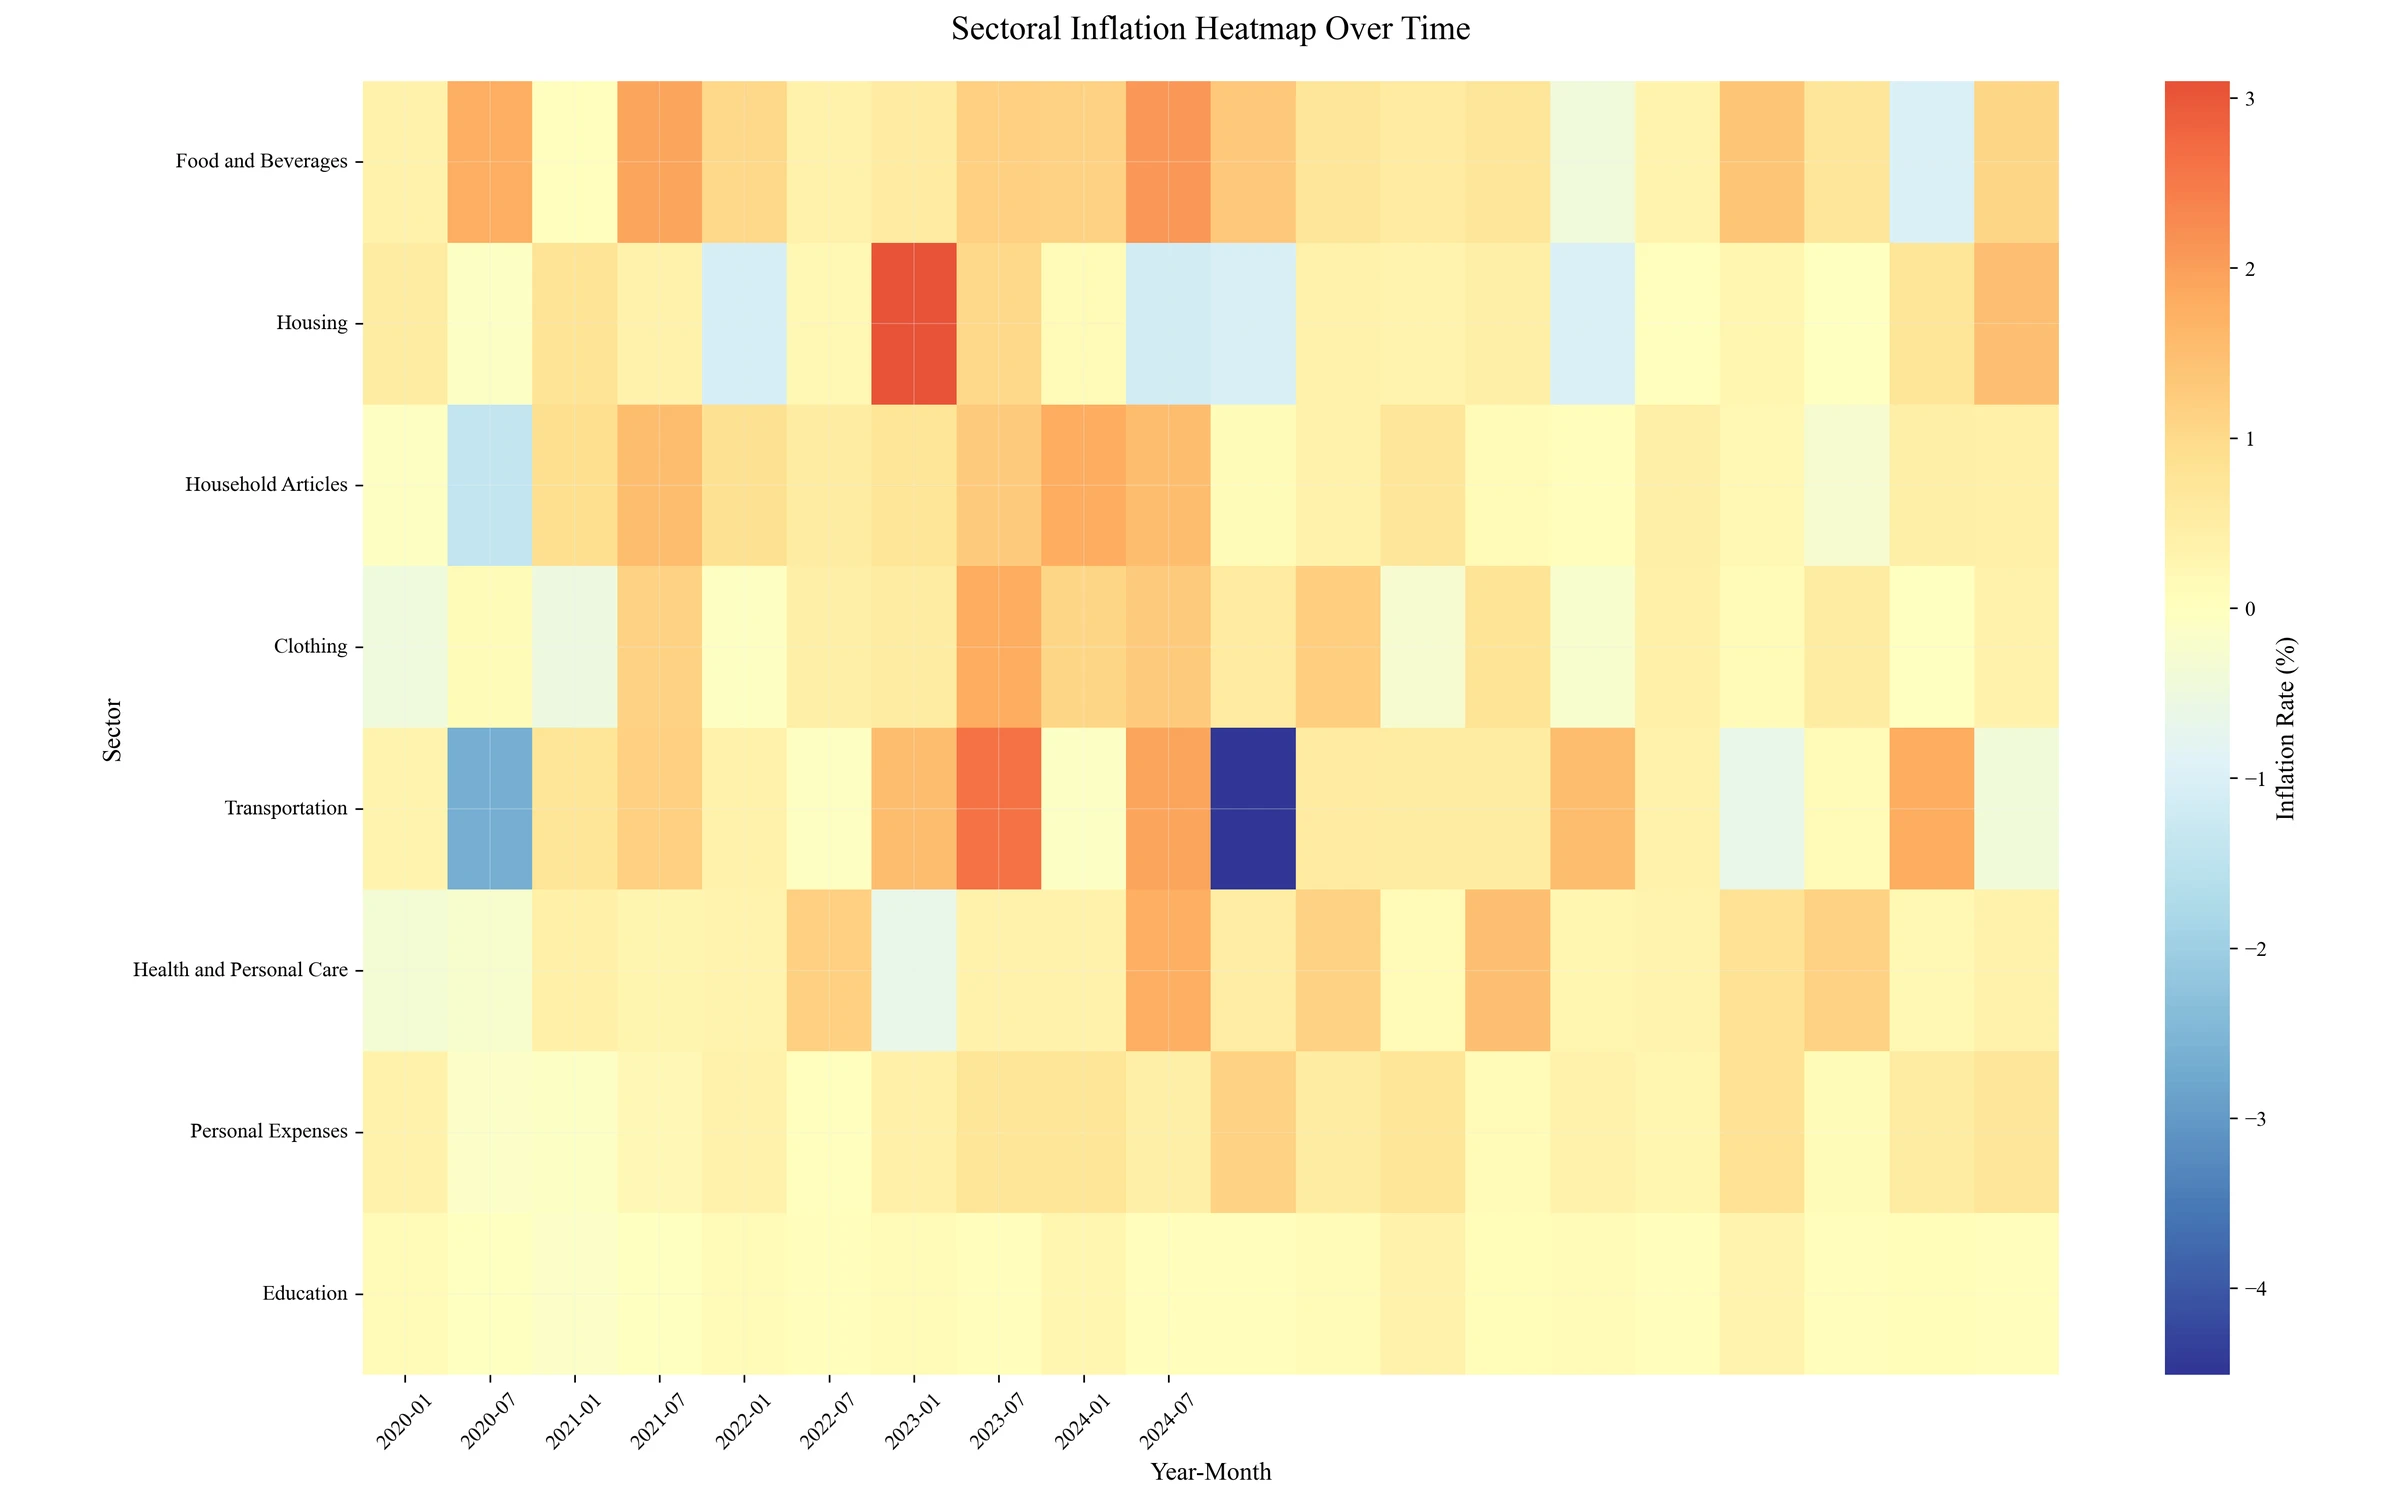 Sectoral Inflation Heatmap Over Time
Sector
Food and Beverages
Housing
Household Articles
Clothing
Transportation
Health and Personal Care
Personal Expenses
Education
2020-01
2020-07
2021-01
2021-07
2022-01
2022-07
2023-01
2023-07
2024-01
2024-07
Year-Month
3
2
1
0
−1
−2
−3
−4
Inflation Rate (%)